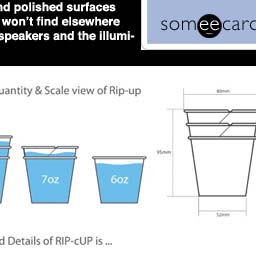 nd polished surfaces
won't find elsewhere
speakers and the illumi-
someecard
uantity & Scale view of Rip-up
80mm
95mm
7oz
6oz
52mm
d Details of RIP-cUP is ...